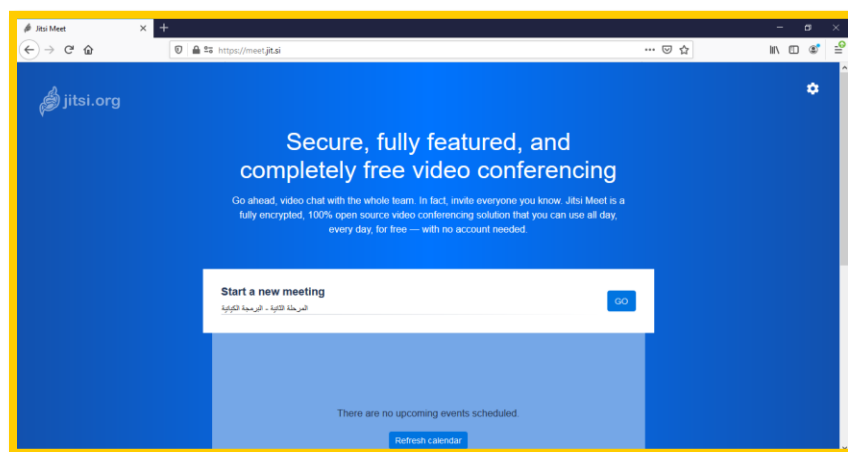 Jitsi Meet
https://meet.jit.si
jitsi.org
Secure, fully featured, and
completely free video conferencing
Go ahead, video chat with the whole team. In fact, invite everyone you know. Jitsi Meet is a
fully encrypted, 100% open source video conferencing solution that you can use all day,
every day, for free — with no account needed.
Start a new meeting
المرحلة الثانية - البرمجة الكيانية
GO
There are no upcoming events scheduled.
Refresh calendar